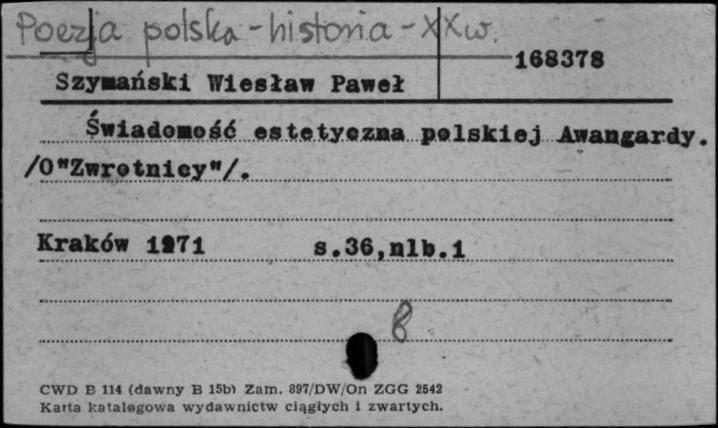 Poezja polska - historia - XX w.
168378
Szymański Wiesław Paweł
Świadomość estetyczna polskiej Awangardy.
/O"Zwrotnicy"/.
Kraków 1971 s.36,nlb.1
8
CWD B 114 (dawny B 15b) Zam. 897/DW/On ZGG 2542
Karta katalogowa wydawnictw ciągłych i zwartych.